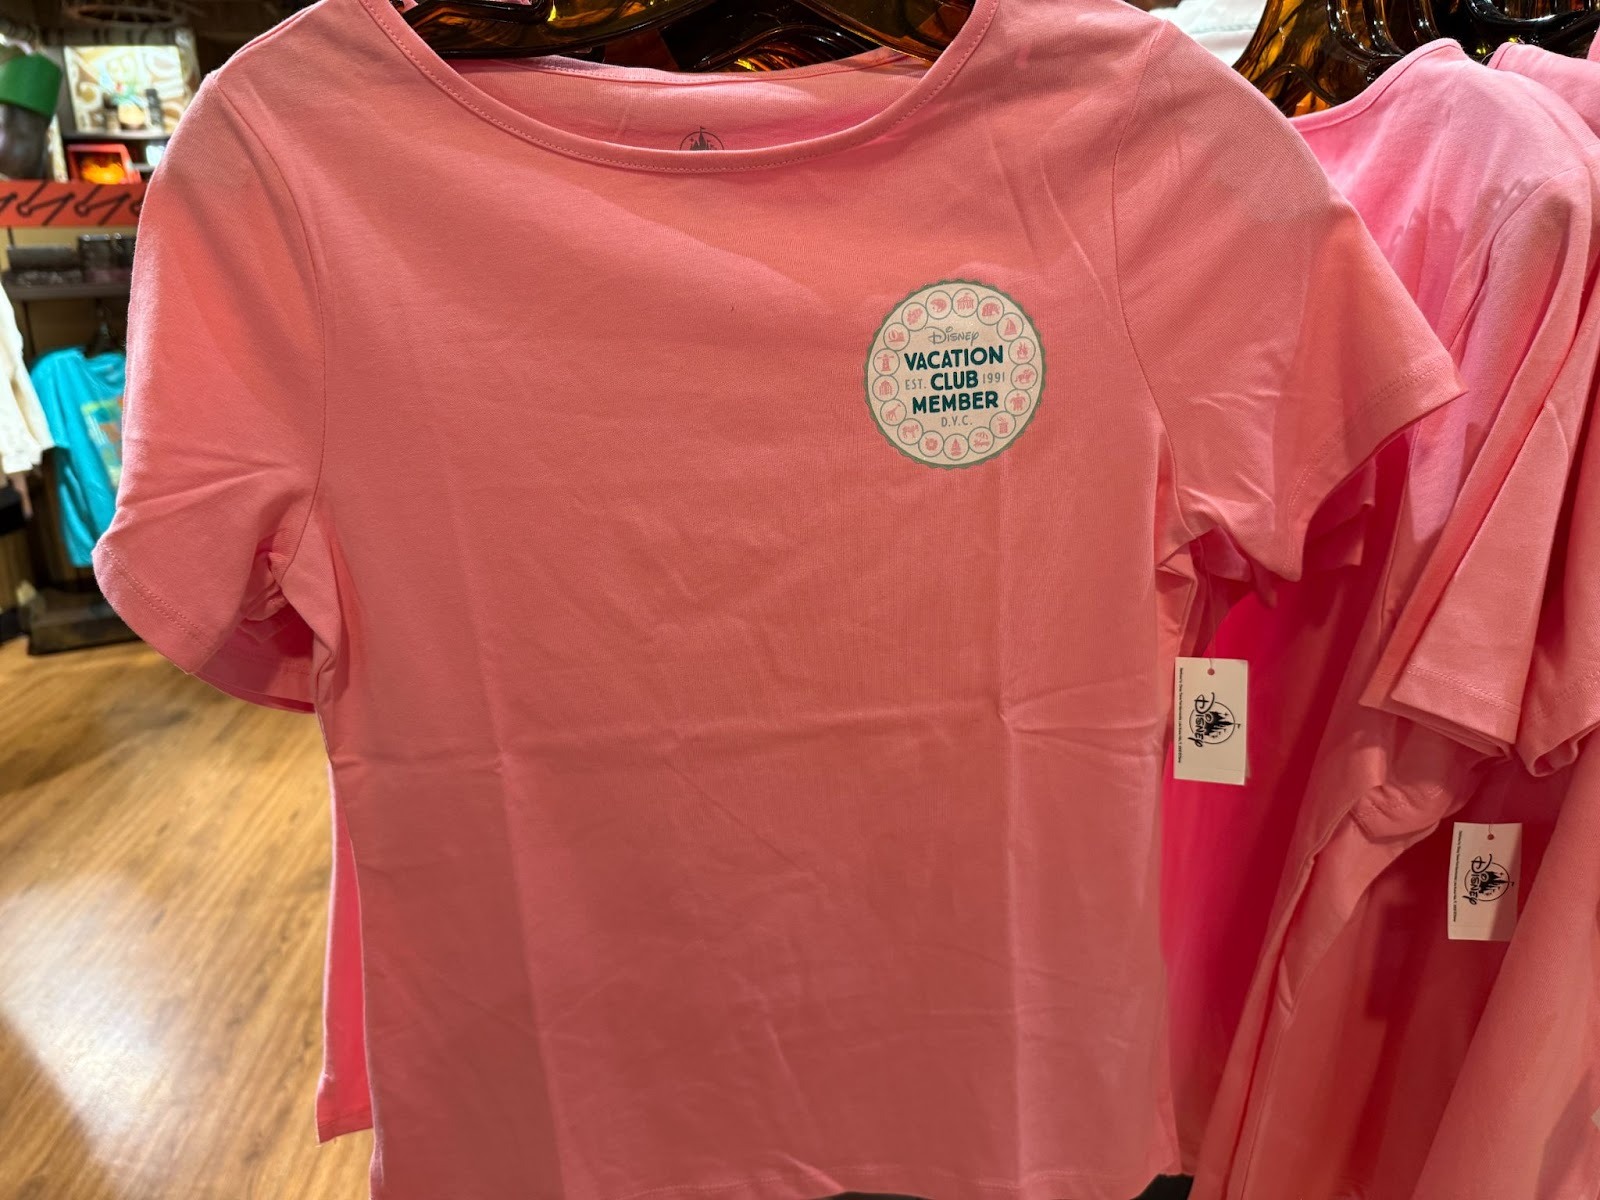 Disney
VACATION
EST. CLUB 1991
MEMBER
D.V.C.
Disney
Disney